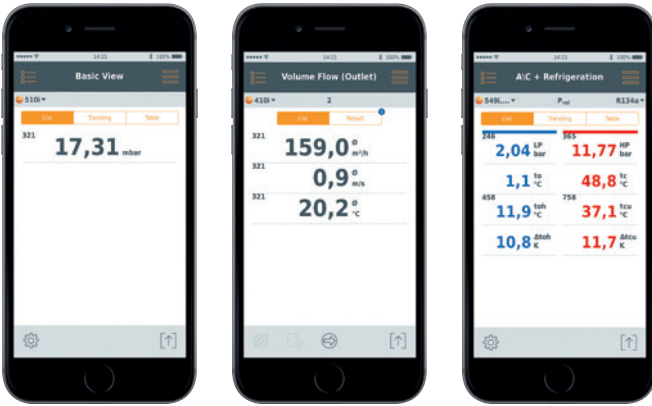 14:21
100%
Basic View
510i
List Trending Table
321
17,31 mbar
14:21
100%
Volume Flow (Outlet)
410i 2
List Result
321
159,0 ø m³/h
321
0,9 ø m/s
321
20,2 ø °C
14:21
100%
A\C + Refrigeration
549i,... Prel R134a
List Trending Table
246 365
2,04 LP bar 11,77 HP bar
1,1 to °C 48,8 tc °C
458 758
11,9 toh °C 37,1 tcu °C
10,8 Δtoh K 11,7 Δtcu K